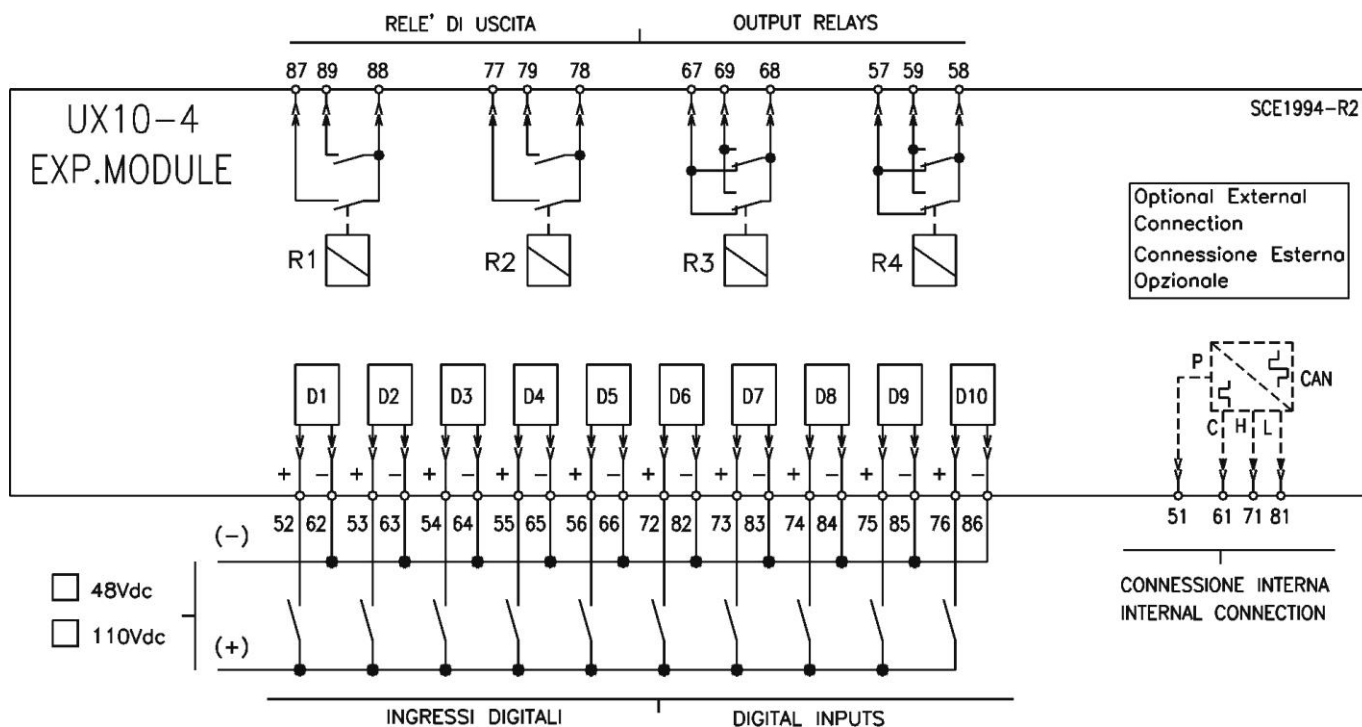 RELE' DI USCITA OUTPUT RELAYS
87 89 88 77 79 78 67 69 68 57 59 58
UX10-4
EXP.MODULE
SCE1994-R2
R1 R2 R3 R4
Optional External
Connection
Connessione Esterna
Opzionale
D1 D2 D3 D4 D5 D6 D7 D8 D9 D10
P CAN
C H L
+ − + − + − + − + − + − + − + − + − + −
52 62 53 63 54 64 55 65 56 66 72 82 73 83 74 84 75 85 76 86
51 61 71 81
(-)
48Vdc
110Vdc
(+)
CONNESSIONE INTERNA
INTERNAL CONNECTION
INGRESSI DIGITALI DIGITAL INPUTS